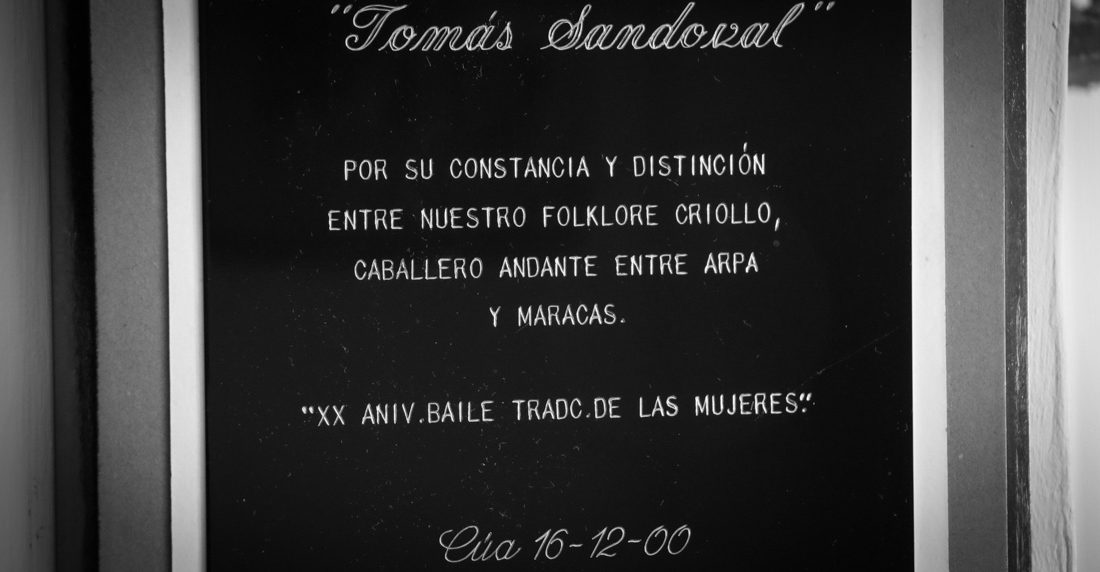 "Tomás Sandoval"
POR SU CONSTANCIA Y DISTINCIÓN
ENTRE NUESTRO FOLKLORE CRIOLLO,
CABALLERO ANDANTE ENTRE ARPA
Y MARACAS.
"XX ANIV.BAILE TRADC.DE LAS MUJERES."
Cúa 16-12-00